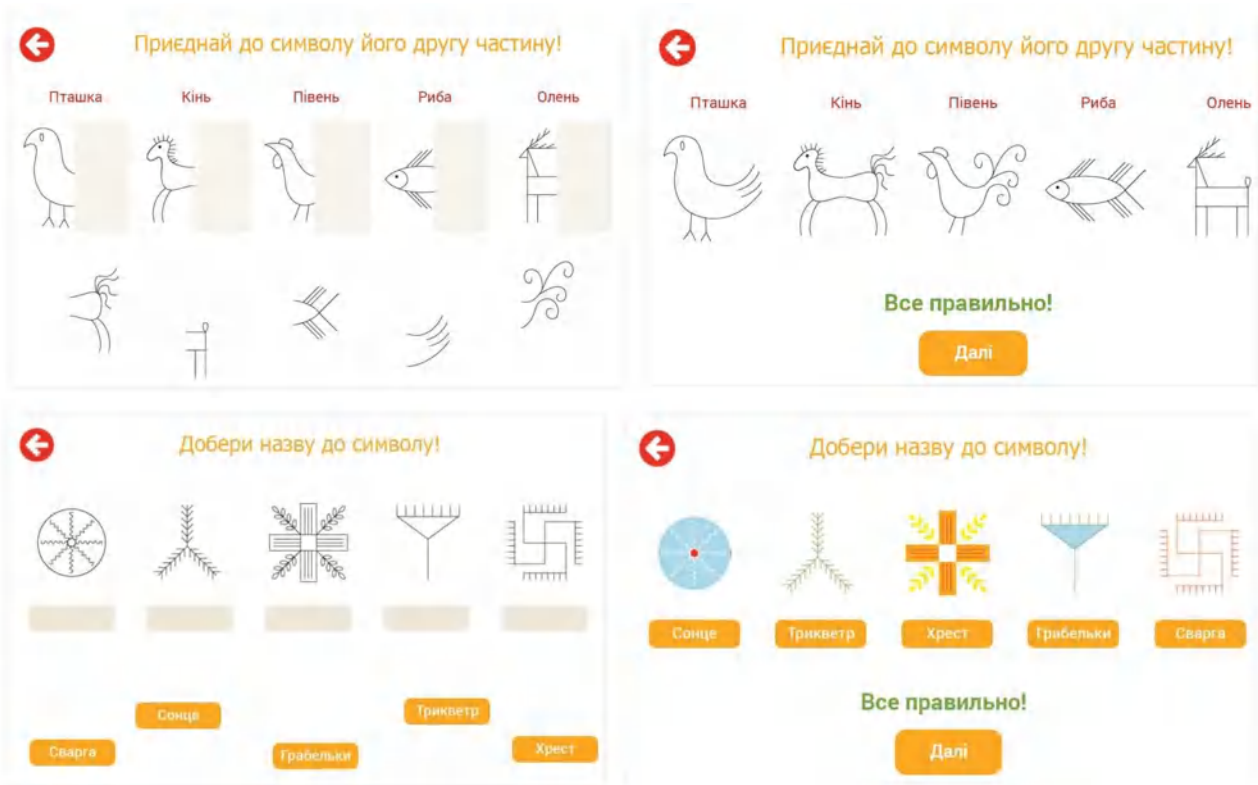 Приєднай до символу його другу частину!
Пташка Кінь Півень Риба Олень
Приєднай до символу його другу частину!
Пташка Кінь Півень Риба Олень
Все правильно!
Далі
Добери назву до символу!
Сонце Трикветр
Сварга Грабельки Хрест
Добери назву до символу!
Сонце Трикветр Хрест Грабельки Сварга
Все правильно!
Далі